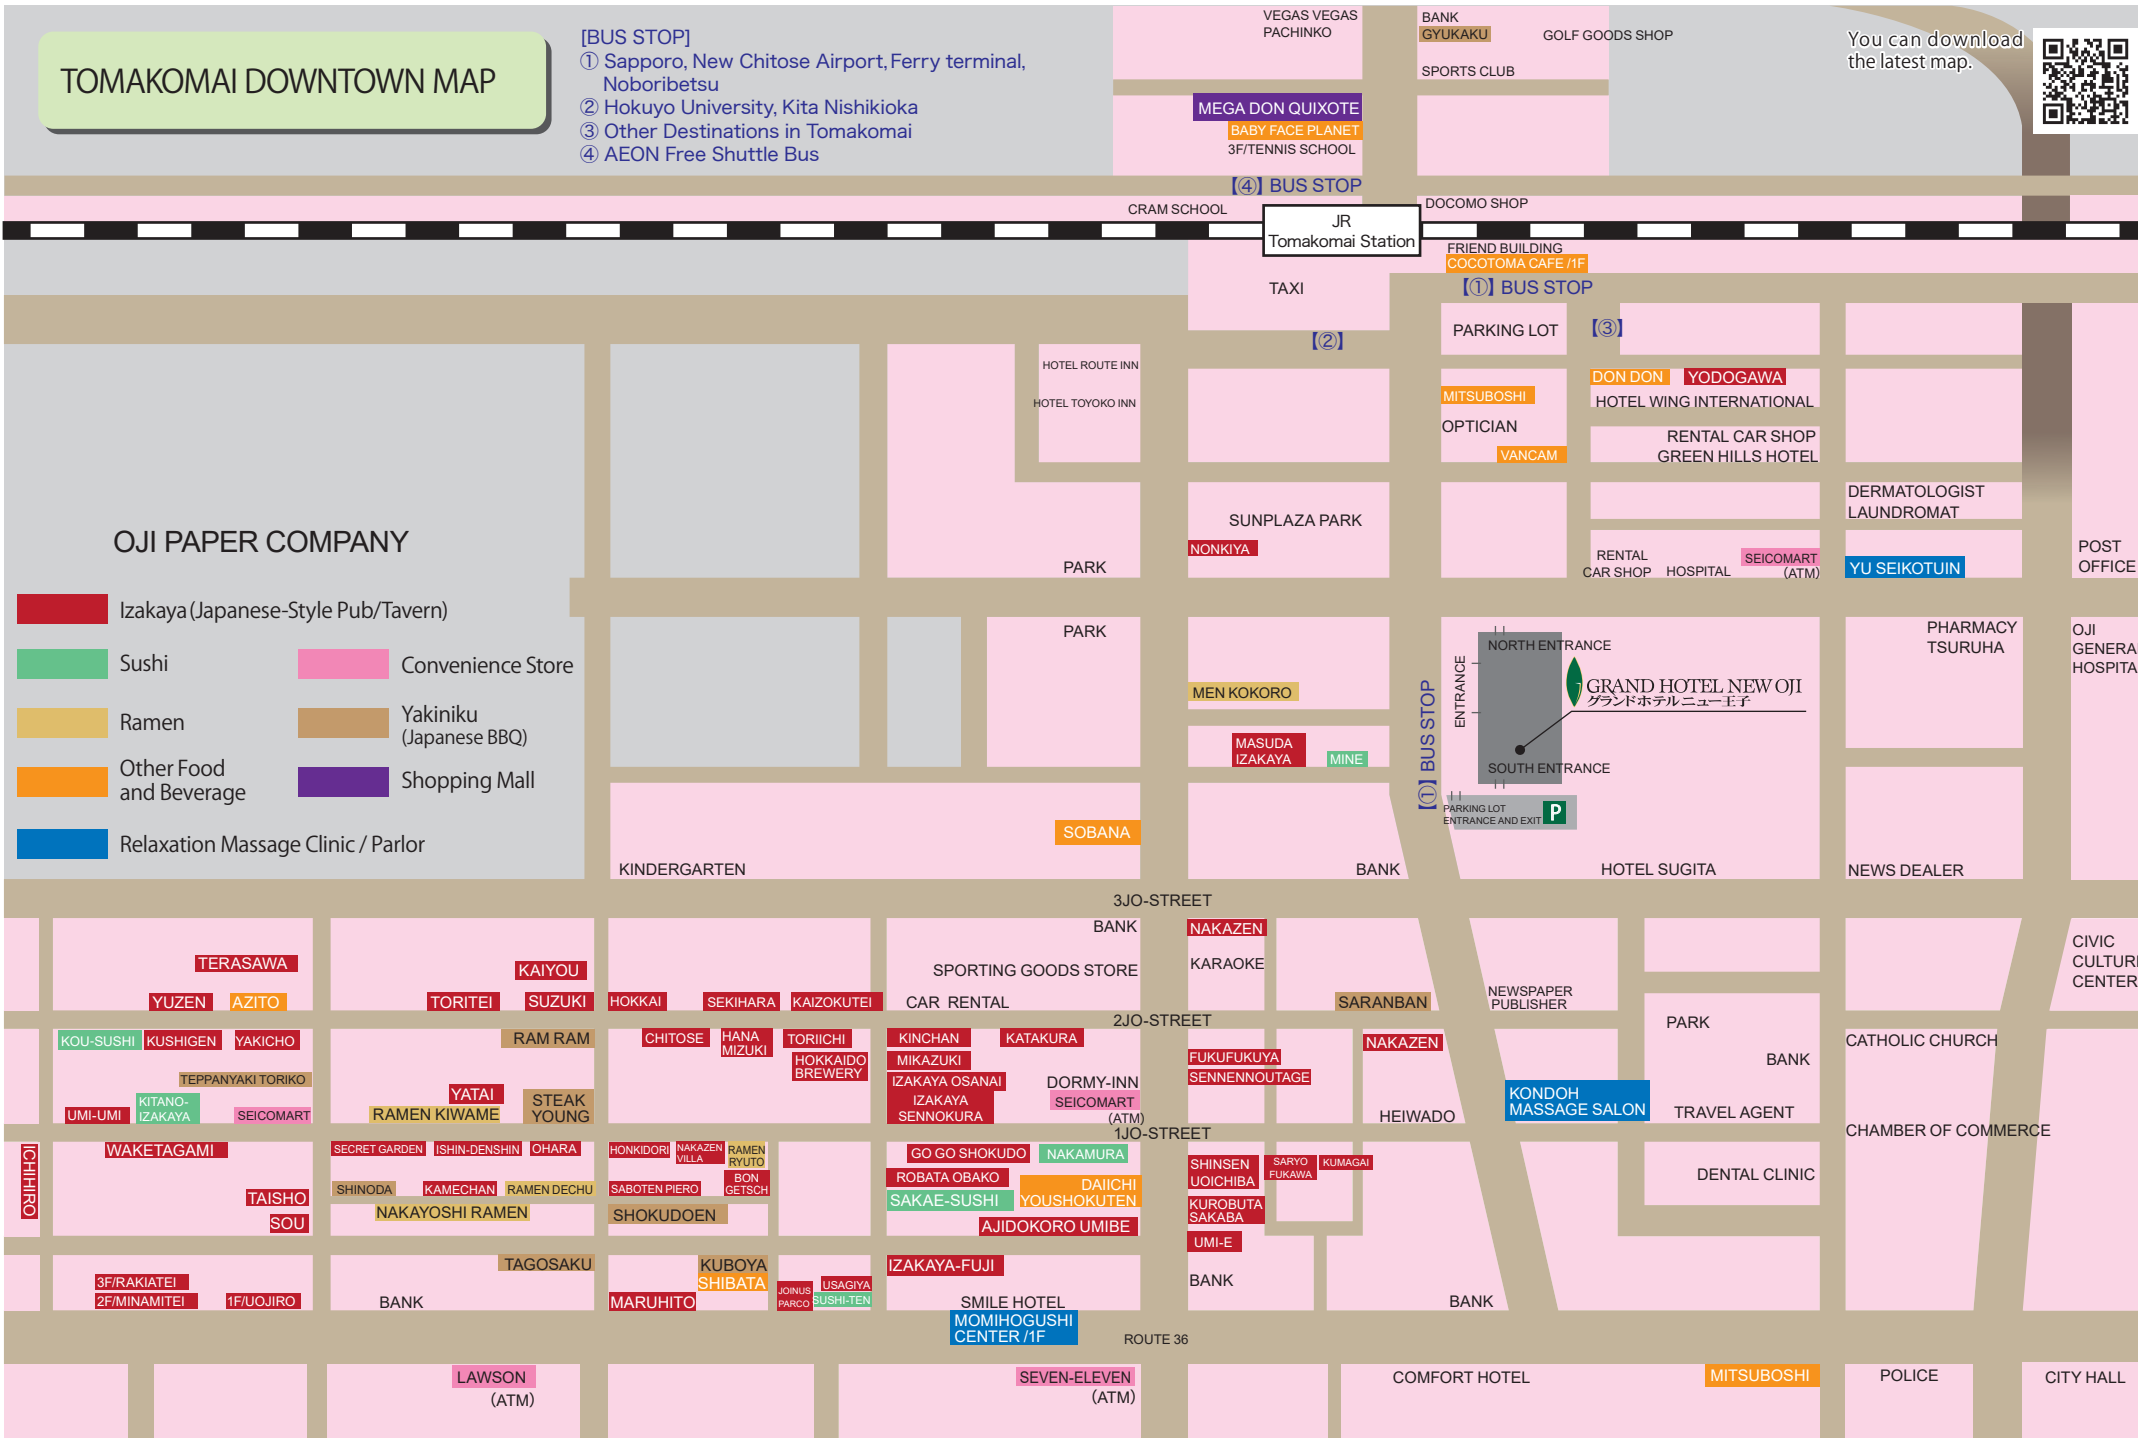 TOMAKOMAI DOWNTOWN MAP
[BUS STOP]
① Sapporo, New Chitose Airport, Ferry terminal,
Noboribetsu
② Hokuyo University, Kita Nishikioka
③ Other Destinations in Tomakomai
④ AEON Free Shuttle Bus
VEGAS VEGAS
PACHINKO
BANK
GYUKAKU
GOLF GOODS SHOP
SPORTS CLUB
You can download
the latest map.
MEGA DON QUIXOTE
BABY FACE PLANET
3F/TENNIS SCHOOL
【④】BUS STOP
CRAM SCHOOL
DOCOMO SHOP
JR
Tomakomai Station
FRIEND BUILDING
COCOTOMA CAFE /1F
TAXI
【①】BUS STOP
【②】
PARKING LOT
【③】
HOTEL ROUTE INN
HOTEL TOYOKO INN
DON DON
YODOGAWA
MITSUBOSHI
HOTEL WING INTERNATIONAL
OPTICIAN
VANCAM
RENTAL CAR SHOP
GREEN HILLS HOTEL
DERMATOLOGIST
LAUNDROMAT
SUNPLAZA PARK
NONKIYA
PARK
RENTAL
CAR SHOP
HOSPITAL
SEICOMART
(ATM)
YU SEIKOTUIN
POST
OFFICE
OJI PAPER COMPANY
Izakaya (Japanese-Style Pub/Tavern)
Sushi
Convenience Store
Ramen
Yakiniku
(Japanese BBQ)
Other Food
and Beverage
Shopping Mall
Relaxation Massage Clinic / Parlor
PARK
MEN KOKORO
MASUDA
IZAKAYA
MINE
【①】BUS STOP
ENTRANCE
NORTH ENTRANCE
GRAND HOTEL NEW OJI
グランドホテルニュー王子
SOUTH ENTRANCE
PARKING LOT
ENTRANCE AND EXIT
P
PHARMACY
TSURUHA
OJI
GENERA
HOSPITA
SOBANA
KINDERGARTEN
BANK
HOTEL SUGITA
NEWS DEALER
3JO-STREET
BANK
NAKAZEN
TERASAWA
KAIYOU
SPORTING GOODS STORE
KARAOKE
CIVIC
CULTUR
CENTER
YUZEN
AZITO
TORITEI
SUZUKI
HOKKAI
SEKIHARA
KAIZOKUTEI
CAR RENTAL
SARANBAN
NEWSPAPER
PUBLISHER
2JO-STREET
PARK
KOU-SUSHI
KUSHIGEN
YAKICHO
RAM RAM
CHITOSE
HANA
MIZUKI
TORIICHI
HOKKAIDO
BREWERY
KINCHAN
KATAKURA
NAKAZEN
CATHOLIC CHURCH
MIKAZUKI
FUKUFUKUYA
BANK
TEPPANYAKI TORIKO
IZAKAYA OSANAI
DORMY-INN
SENNENNOUTAGE
YATAI
STEAK
YOUNG
KITANO-
IZAKAYA
IZAKAYA
SENNOKURA
SEICOMART
(ATM)
KONDOH
MASSAGE SALON
UMI-UMI
SEICOMART
RAMEN KIWAME
HEIWADO
TRAVEL AGENT
1JO-STREET
CHAMBER OF COMMERCE
ICHIHIRO
WAKETAGAMI
SECRET GARDEN
ISHIN-DENSHIN
OHARA
HONKIDORI
NAKAZEN
VILLA
RAMEN
RYUTO
GO GO SHOKUDO
NAKAMURA
SHINSEN
UOICHIBA
SARYO
FUKAWA
KUMAGAI
DENTAL CLINIC
ROBATA OBAKO
TAISHO
SHINODA
KAMECHAN
RAMEN DECHU
SABOTEN PIERO
BON
GETSCH
SAKAE-SUSHI
DAIICHI
YOUSHOKUTEN
KUROBUTA
SAKABA
SOU
NAKAYOSHI RAMEN
SHOKUDOEN
AJIDOKORO UMIBE
UMI-E
TAGOSAKU
KUBOYA
SHIBATA
IZAKAYA-FUJI
BANK
3F/RAKIATEI
2F/MINAMITEI
1F/UOJIRO
BANK
MARUHITO
JOINUS
PARCO
USAGIYA
SUSHI-TEN
SMILE HOTEL
MOMIHOGUSHI
CENTER /1F
BANK
ROUTE 36
LAWSON
(ATM)
SEVEN-ELEVEN
(ATM)
COMFORT HOTEL
MITSUBOSHI
POLICE
CITY HALL